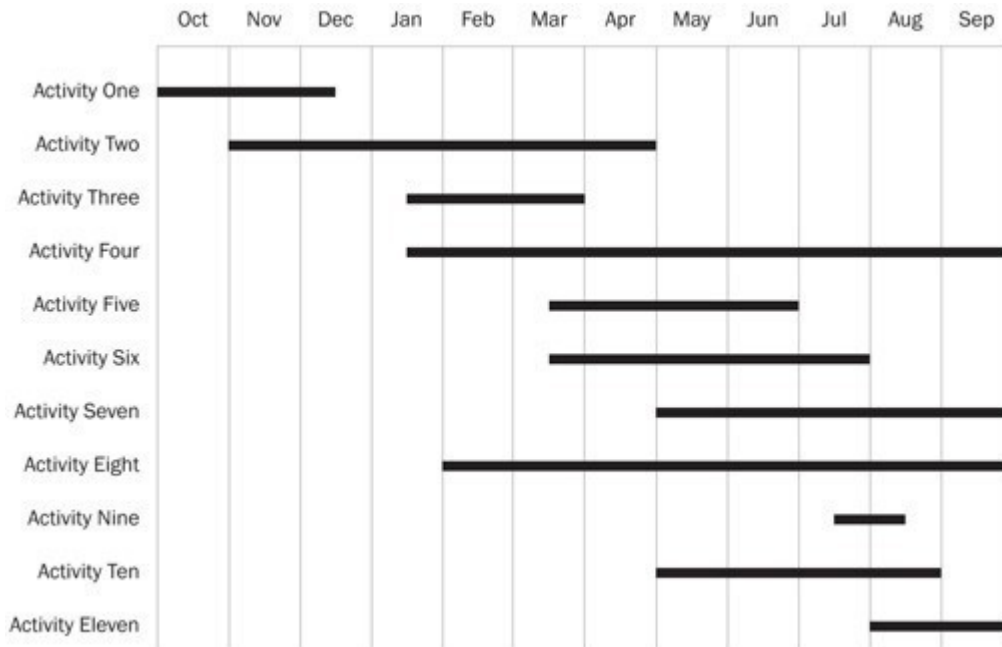 Oct Nov Dec Jan Feb Mar Apr May Jun Jul Aug Sep
Activity One
Activity Two
Activity Three
Activity Four
Activity Five
Activity Six
Activity Seven
Activity Eight
Activity Nine
Activity Ten
Activity Eleven